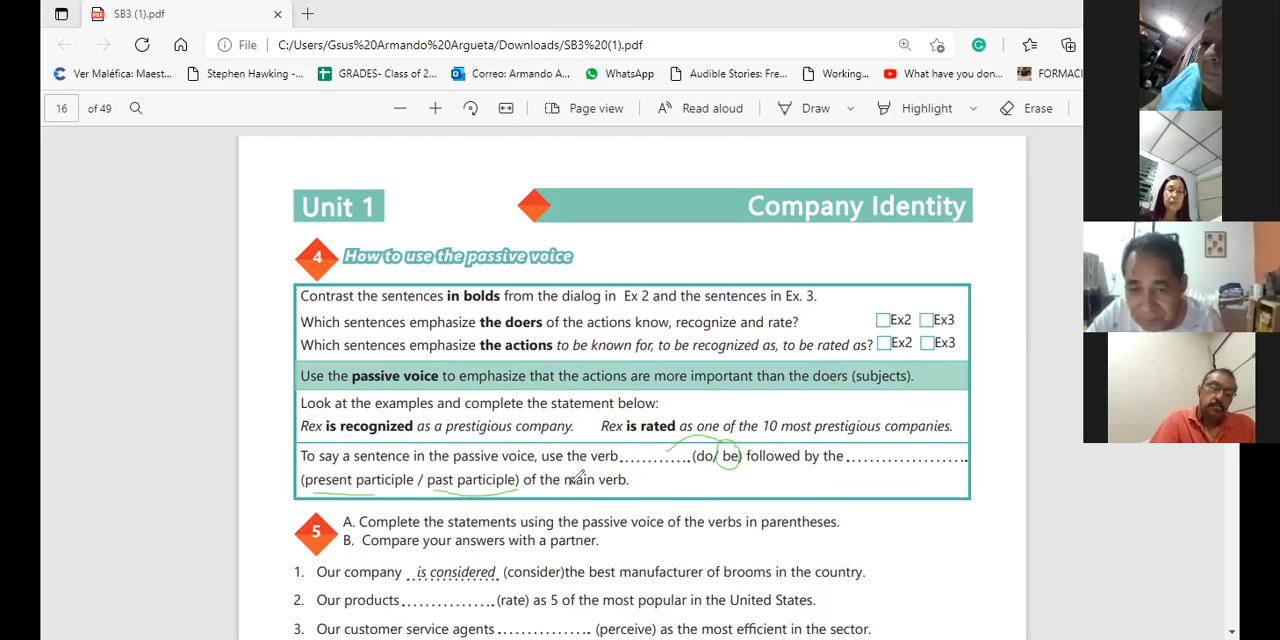 SB3 (1).pdf
File C:/Users/Gsus%20Armando%20Argueta/Downloads/SB3%20(1).pdf
Ver Maléfica: Maest... Stephen Hawking -... GRADES- Class of 2... Correo: Armando A... WhatsApp Audible Stories: Fre... Working... What have you don... FORMACI
16 of 49 Page view Read aloud Draw Highlight Erase
Unit 1 Company Identity
4 How to use the passive voice
Contrast the sentences in bolds from the dialog in Ex 2 and the sentences in Ex. 3.
Which sentences emphasize the doers of the actions know, recognize and rate? Ex2 Ex3
Which sentences emphasize the actions to be known for, to be recognized as, to be rated as? Ex2 Ex3
Use the passive voice to emphasize that the actions are more important than the doers (subjects).
Look at the examples and complete the statement below:
Rex is recognized as a prestigious company. Rex is rated as one of the 10 most prestigious companies.
To say a sentence in the passive voice, use the verb............(do/ be) followed by the .....................
(present participle / past participle) of the main verb.
5 A. Complete the statements using the passive voice of the verbs in parentheses.
B. Compare your answers with a partner.
1. Our company is considered (consider)the best manufacturer of brooms in the country.
2. Our products................(rate) as 5 of the most popular in the United States.
3. Our customer service agents ................ (perceive) as the most efficient in the sector.